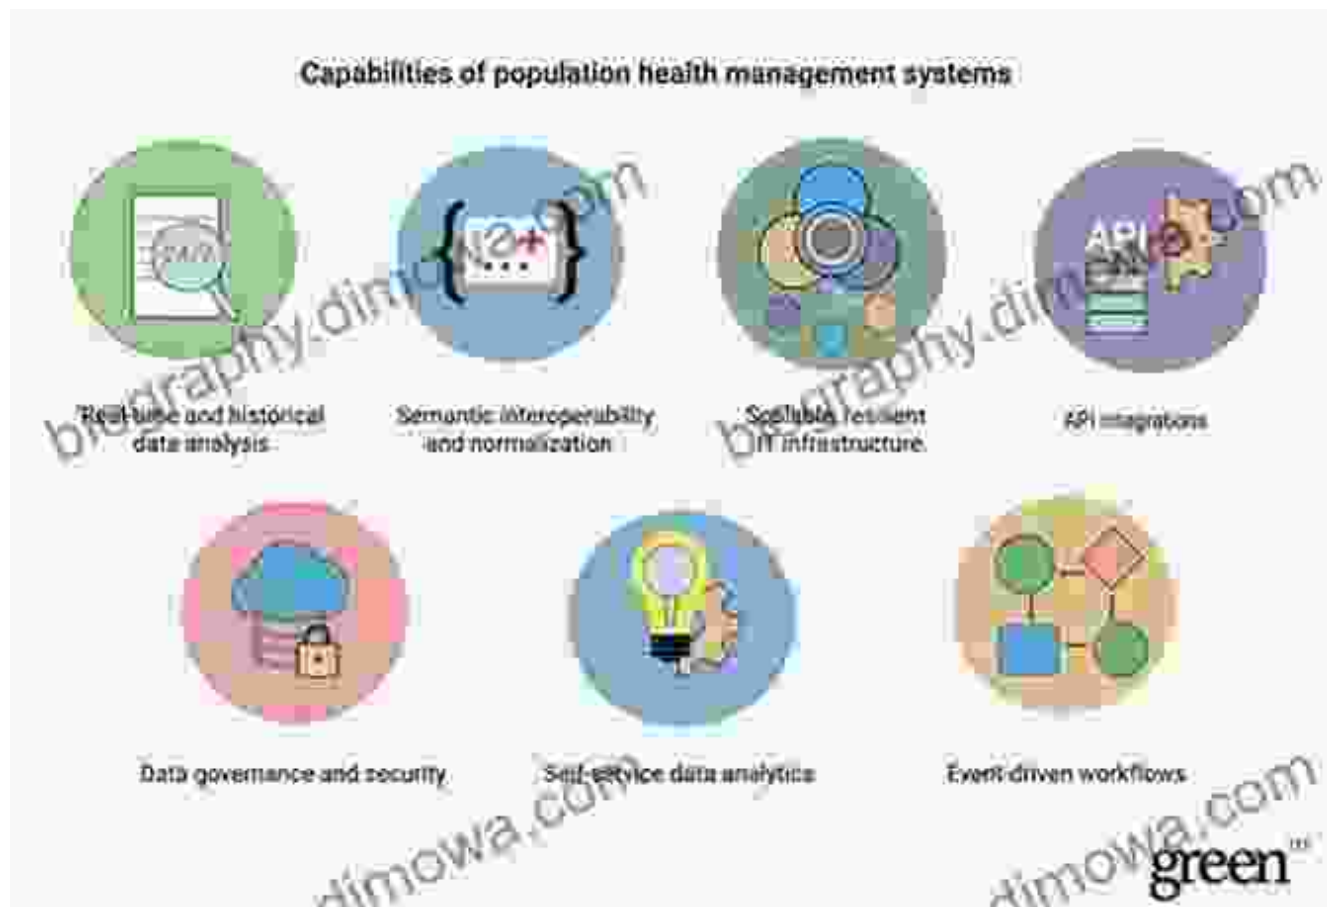 Capabilities of population health management systems
DATA
API
Real-time and historical
data analysis
Semantic interoperability
and normalization
Scalable, resilient
IT infrastructure
API integrations
Data governance and security
Self-service data analytics
Event-driven workflows
biography.dimowa.com
biography.dimowa.com
dimowa.com
dimowa.com
green